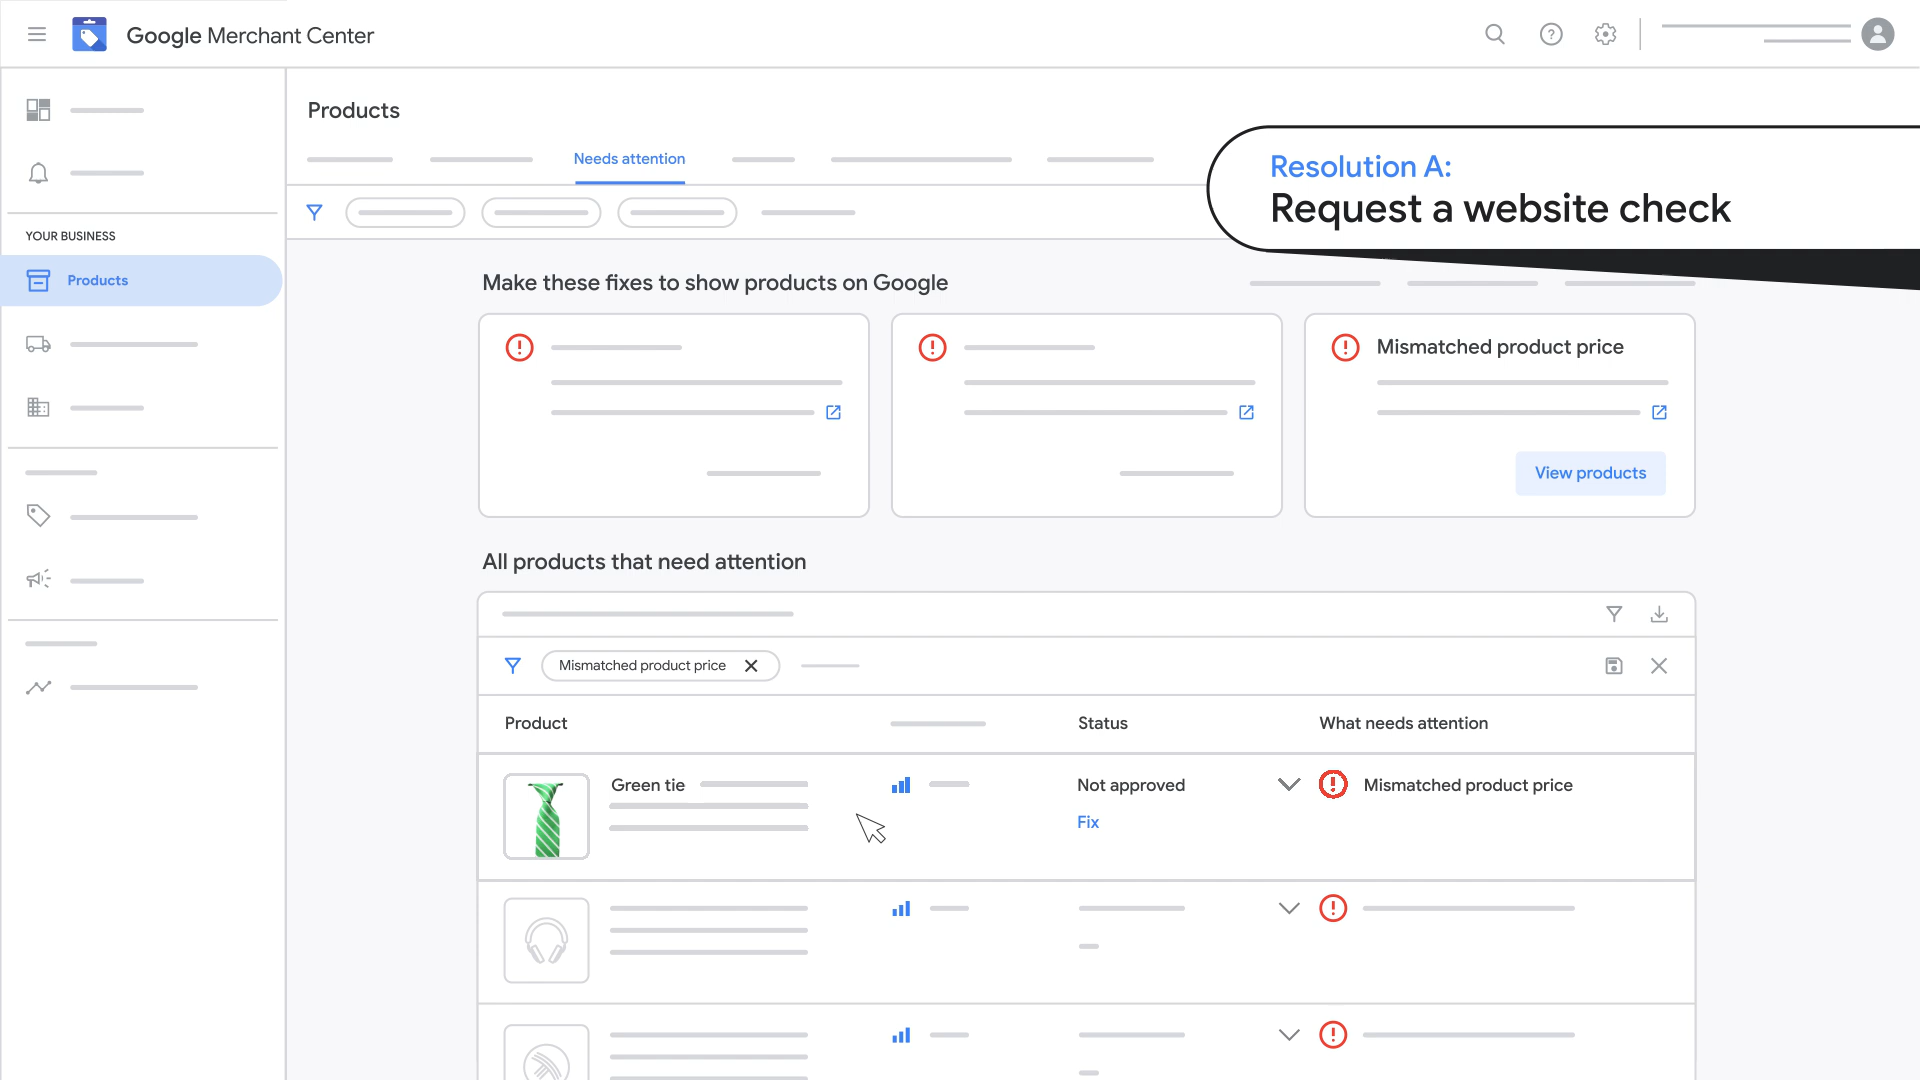 Google Merchant Center
Products
Needs attention
Resolution A:
Request a website check
YOUR BUSINESS
Products
Make these fixes to show products on Google
Mismatched product price
View products
All products that need attention
Mismatched product price
Product
Status
What needs attention
Green tie
Not approved
Mismatched product price
Fix